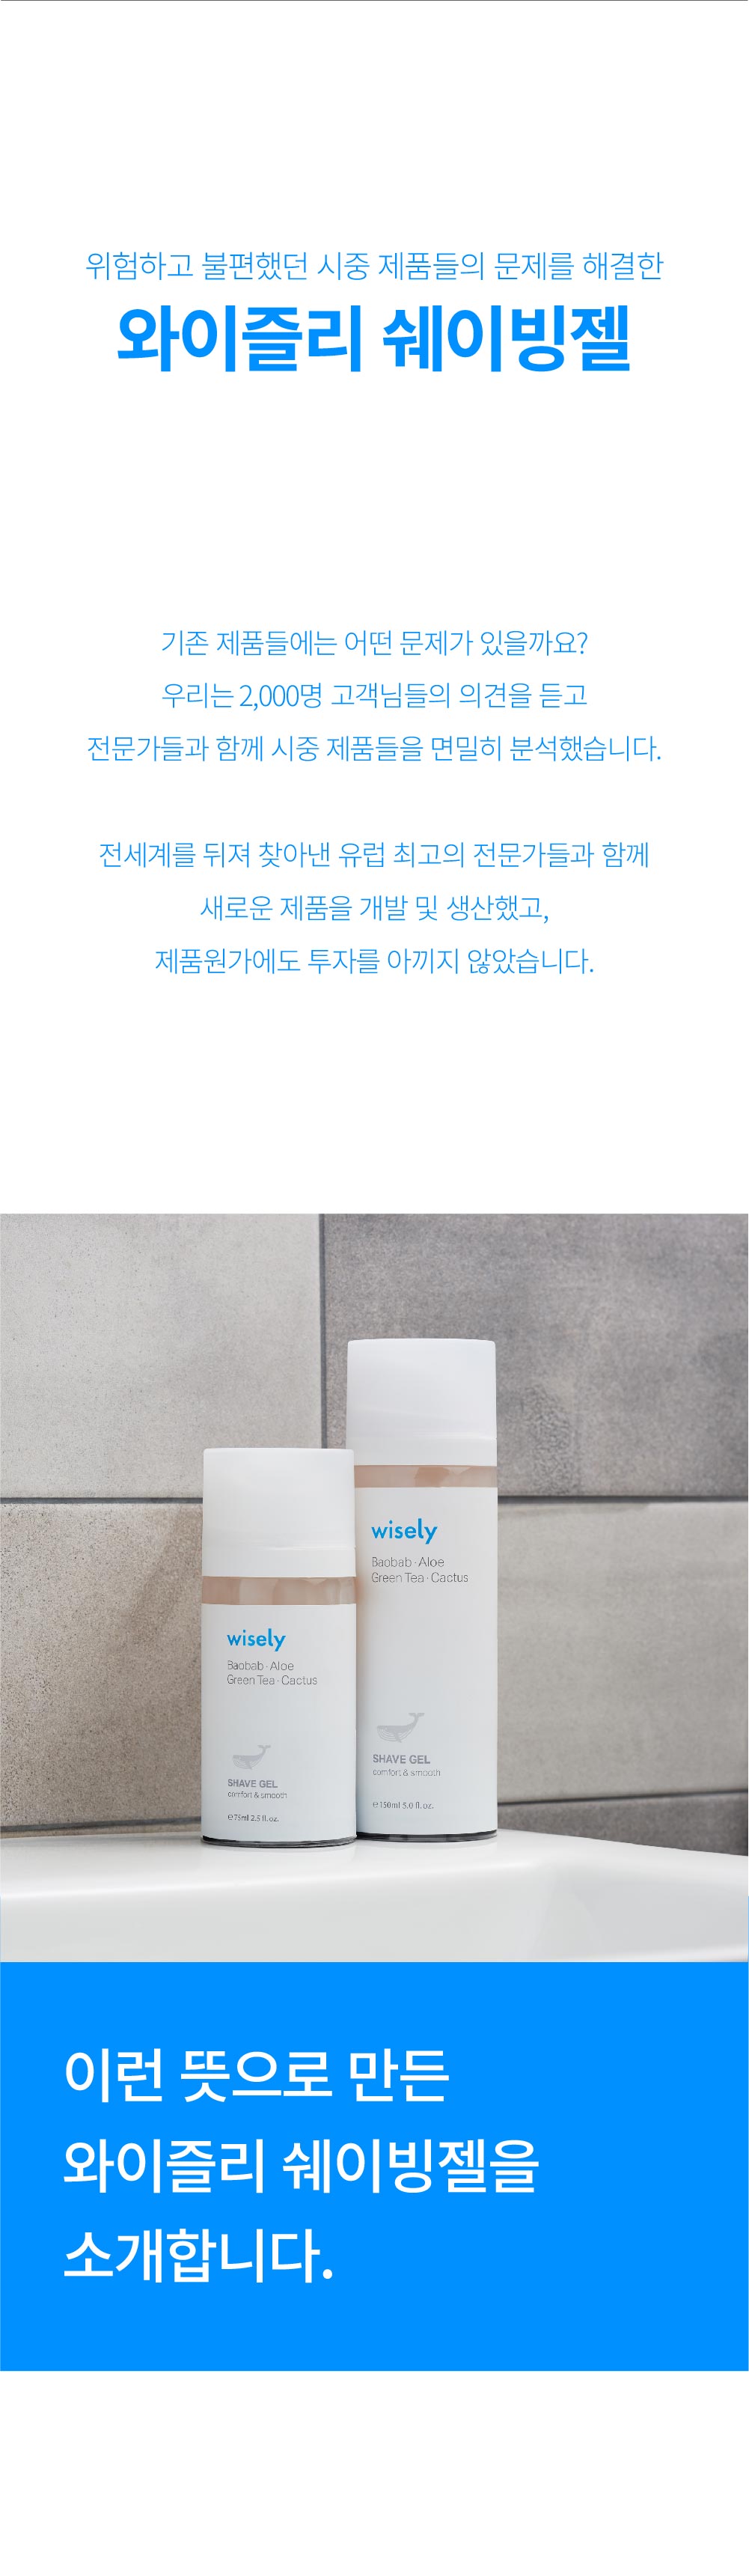 위험하고 불편했던 시중 제품들의 문제를 해결한
와이즐리 쉐이빙젤
기존 제품들에는 어떤 문제가 있을까요?
우리는 2,000명 고객님들의 의견을 듣고
전문가들과 함께 시중 제품들을 면밀히 분석했습니다.
전세계를 뒤져 찾아낸 유럽 최고의 전문가들과 함께
새로운 제품을 개발 및 생산했고,
제품원가에도 투자를 아끼지 않았습니다.
wisely
Baobab · Aloe
Green Tea · Cactus
SHAVE GEL
comfort & smooth
℮ 75ml 2.5 fl. oz.
wisely
Baobab · Aloe
Green Tea · Cactus
SHAVE GEL
comfort & smooth
℮ 150ml 5.0 fl. oz.
이런 뜻으로 만든
와이즐리 쉐이빙젤을
소개합니다.